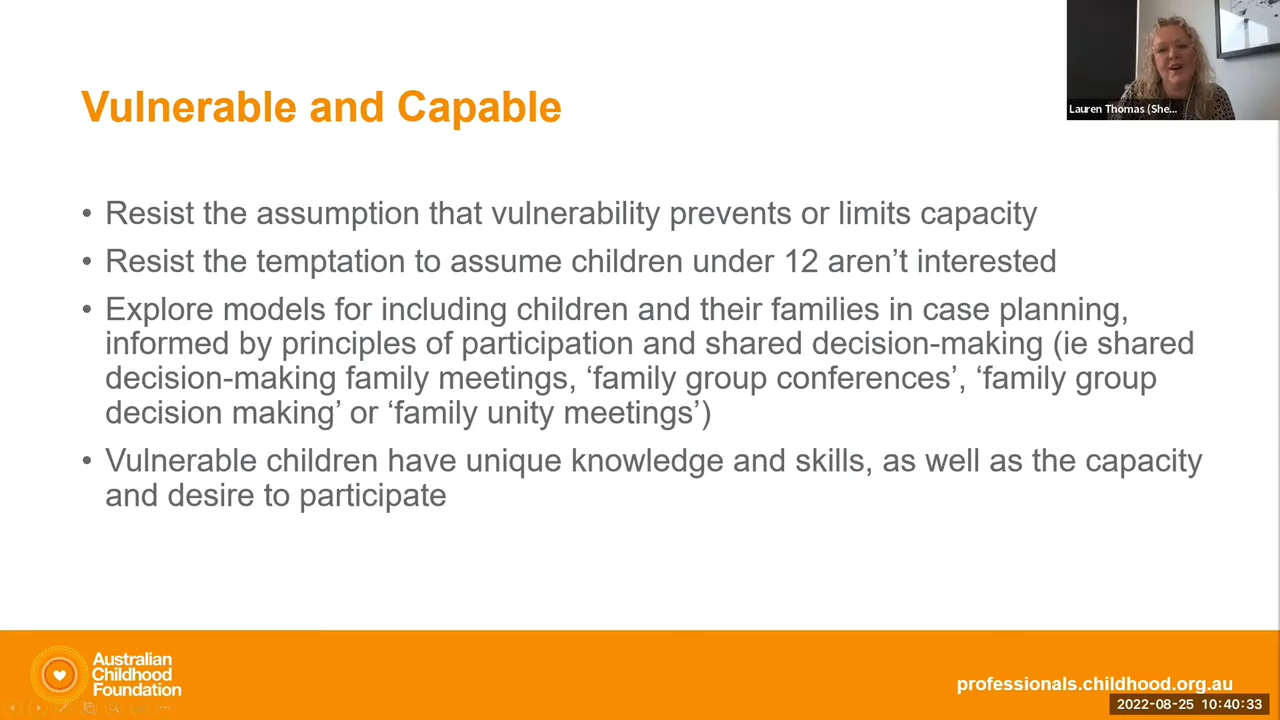 Vulnerable and Capable
Lauren Thomas (She...
• Resist the assumption that vulnerability prevents or limits capacity
• Resist the temptation to assume children under 12 aren’t interested
• Explore models for including children and their families in case planning,
informed by principles of participation and shared decision-making (ie shared
decision-making family meetings, ‘family group conferences’, ‘family group
decision making’ or ‘family unity meetings’)
• Vulnerable children have unique knowledge and skills, as well as the capacity
and desire to participate
Australian
Childhood
Foundation
professionals.childhood.org.au
2022-08-25 10:40:33